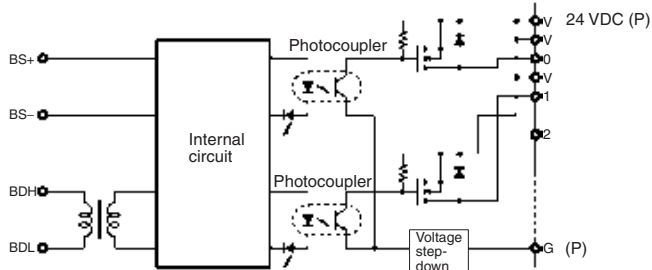 V 24 VDC (P)
V
Photocoupler
BS+
0
V
1
BS–
Internal
circuit
2
Photocoupler
BDH
Voltage
step-
down
BDL
G (P)